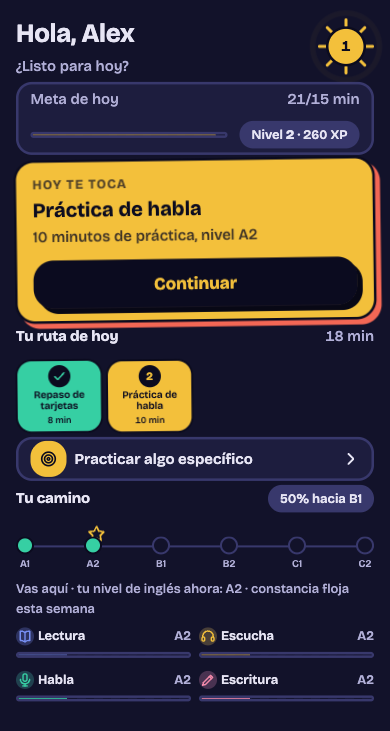 Hola, Alex
1
¿Listo para hoy?
Meta de hoy
21/15 min
Nivel 2 · 260 XP
HOY TE TOCA
Práctica de habla
10 minutos de práctica, nivel A2
Continuar
Tu ruta de hoy
18 min
Repaso de
tarjetas
8 min
2
Práctica de
habla
10 min
Practicar algo específico
Tu camino
50% hacia B1
A1
A2
B1
B2
C1
C2
Vas aquí · tu nivel de inglés ahora: A2 · constancia floja
esta semana
Lectura
A2
Escucha
A2
Habla
A2
Escritura
A2